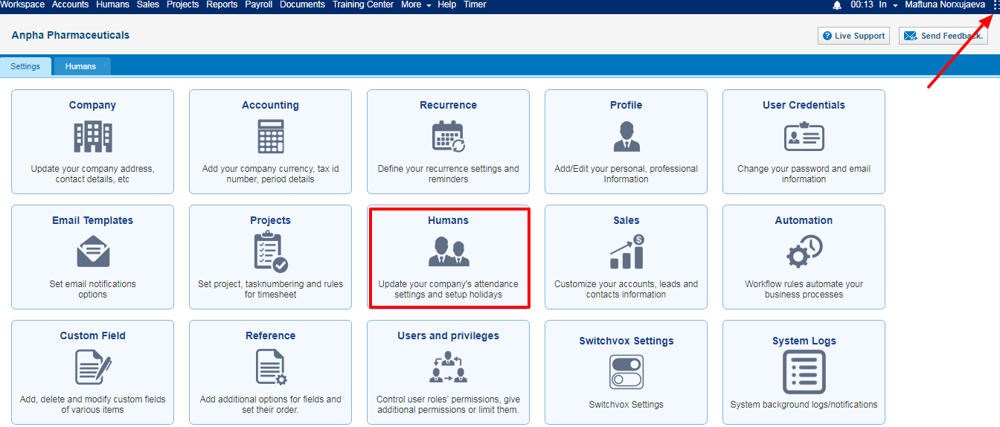 Workspace Accounts Humans Sales Projects Reports Payroll Documents Training Center More Help Timer 00:13 In Maftuna Norxujaeva
Anpha Pharmaceuticals
Live Support Send Feedback.
Settings Humans
Company
Update your company address,
contact details, etc
Accounting
Add your company currency, tax id
number, period details
Recurrence
Define your recurrence settings and
reminders
Profile
Add/Edit your personal, professional
Information
User Credentials
Change your password and email
information
Email Templates
Set email notifications
options
Projects
Set project, tasknumbering and rules
for timesheet
Humans
Update your company's attendance
settings and setup holidays
Sales
Customize your accounts, leads and
contacts information
Automation
Workflow rules automate your
business processes
Custom Field
Add, delete and modify custom fields
of various items
Reference
Add additional options for fields and
set their order.
Users and privileges
Control user roles' permissions, give
additional permissions or limit them.
Switchvox Settings
Switchvox Settings
System Logs
System background logs/notifications